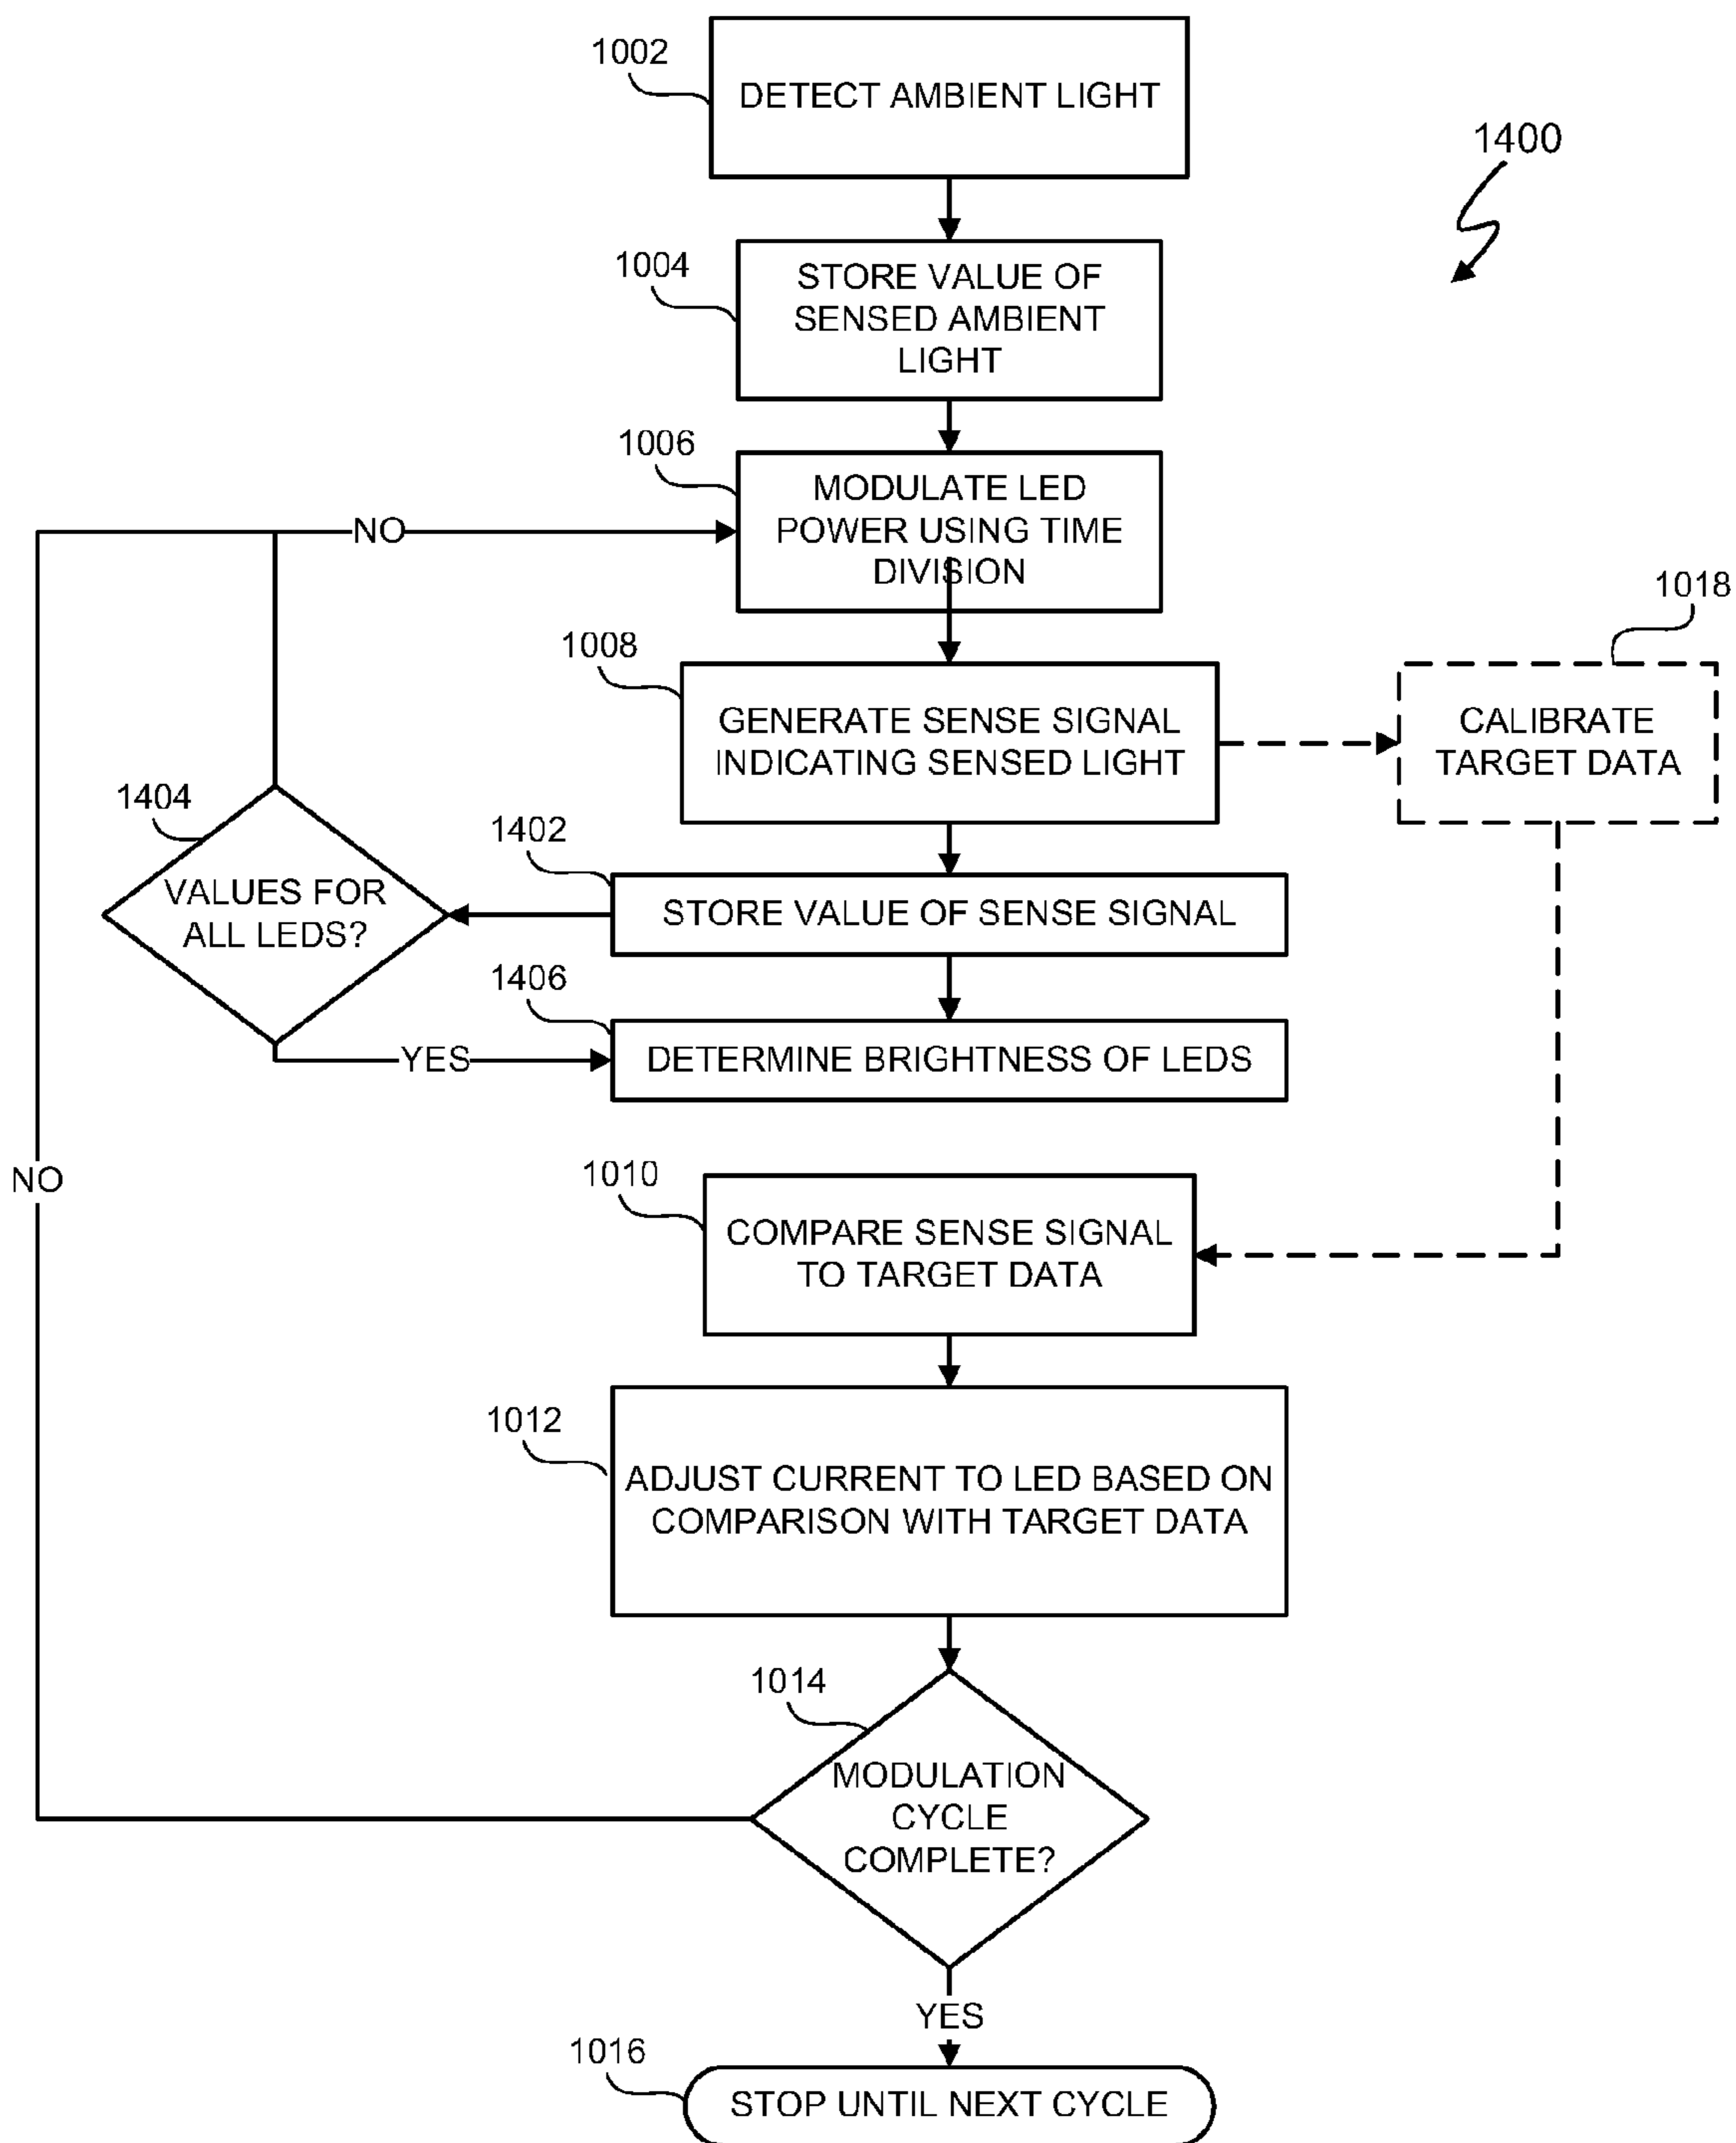 1002
DETECT AMBIENT LIGHT
1400
1004
STORE VALUE OF
SENSED AMBIENT
LIGHT
1006
MODULATE LED
POWER USING TIME
DIVISION
NO
1018
1008
GENERATE SENSE SIGNAL
INDICATING SENSED LIGHT
CALIBRATE
TARGET DATA
1404
VALUES FOR
ALL LEDS?
1402
STORE VALUE OF SENSE SIGNAL
1406
YES
DETERMINE BRIGHTNESS OF LEDS
NO
1010
COMPARE SENSE SIGNAL
TO TARGET DATA
1012
ADJUST CURRENT TO LED BASED ON
COMPARISON WITH TARGET DATA
1014
MODULATION
CYCLE
COMPLETE?
YES
1016
STOP UNTIL NEXT CYCLE